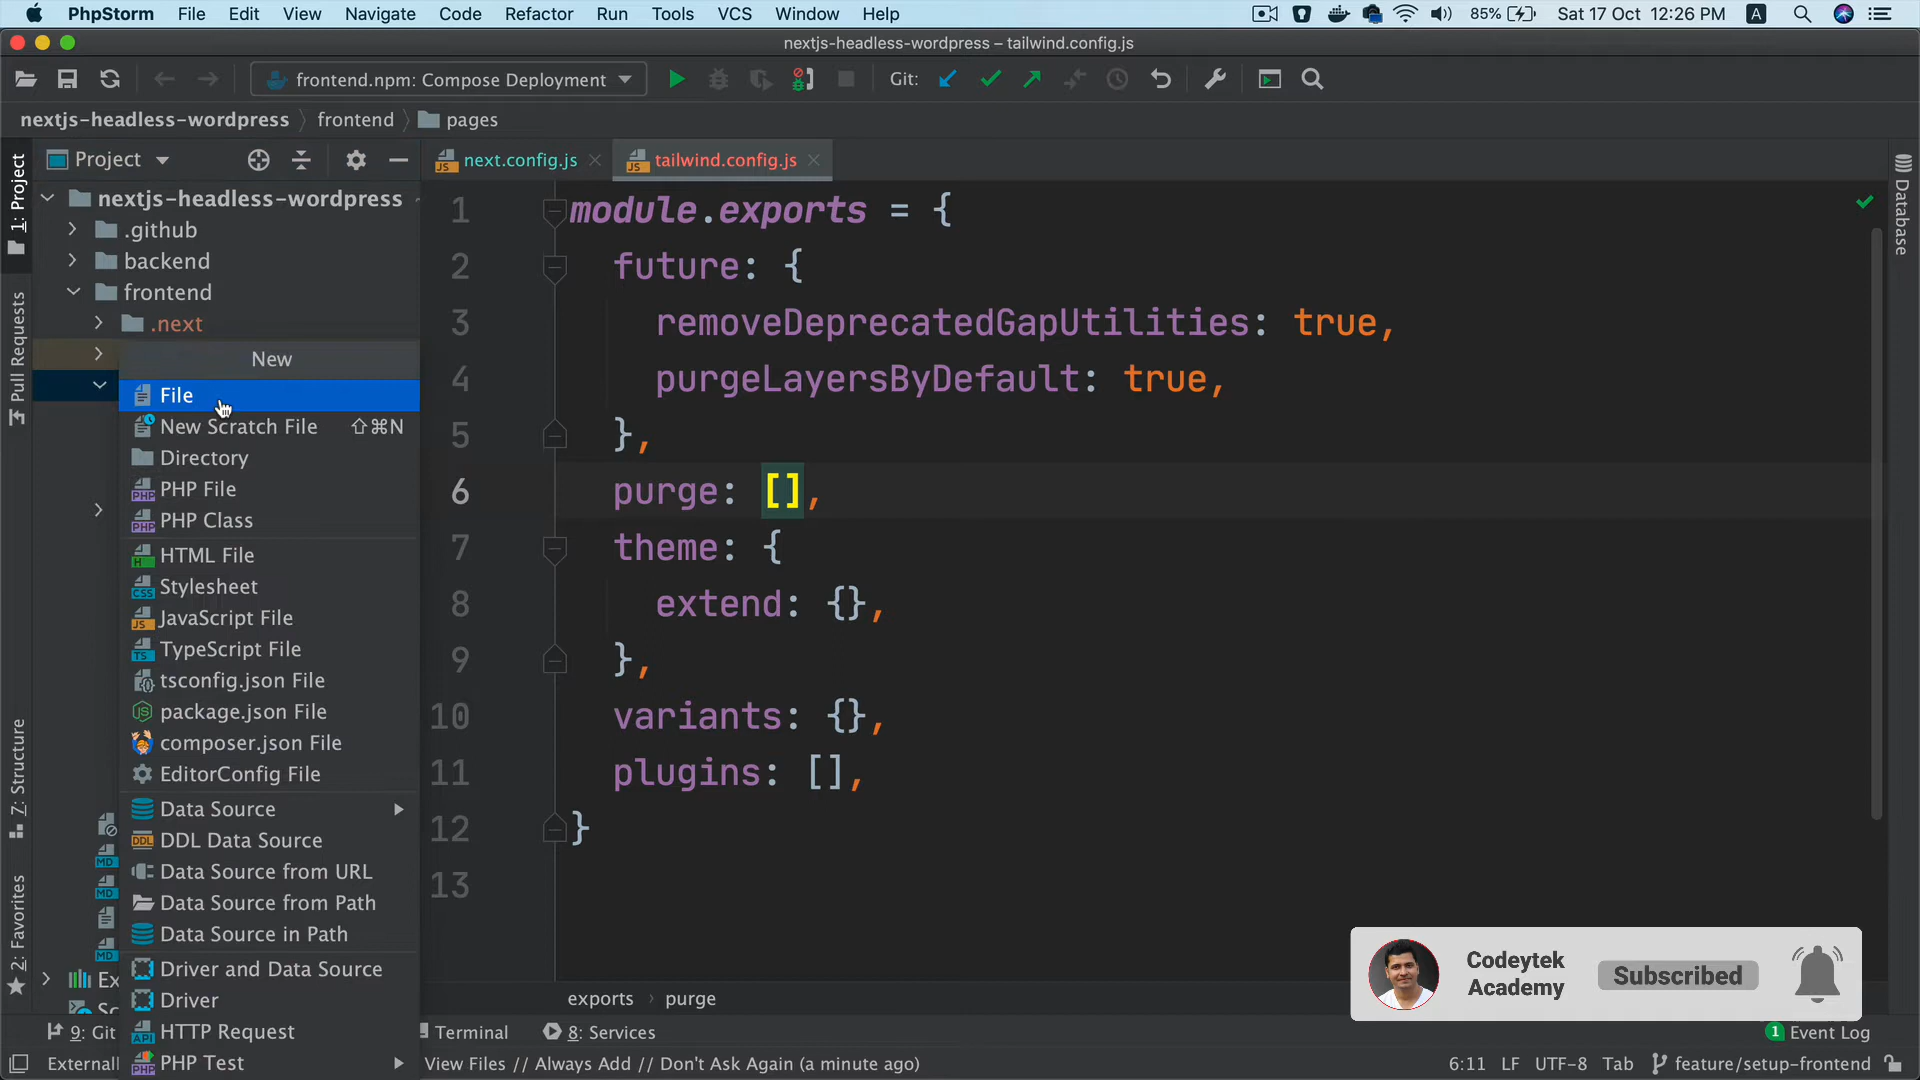 PhpStorm File Edit View Navigate Code Refactor Run Tools VCS Window Help 85% Sat 17 Oct 12:26 PM A
nextjs-headless-wordpress – tailwind.config.js
frontend.npm: Compose Deployment Git:
nextjs-headless-wordpress frontend pages
Project next.config.js tailwind.config.js
1: Project
Pull Requests
7: Structure
2: Favorites
Database
nextjs-headless-wordpress
.github
backend
frontend
.next
New
File
New Scratch File ⇧⌘N
Directory
PHP File
PHP Class
HTML File
Stylesheet
JavaScript File
TypeScript File
tsconfig.json File
package.json File
composer.json File
EditorConfig File
Data Source
DDL Data Source
Data Source from URL
Data Source from Path
Data Source in Path
Driver and Data Source
Driver
HTTP Request
PHP Test
Ex
Sc
1 module.exports = {
2 future: {
3 removeDeprecatedGapUtilities: true,
4 purgeLayersByDefault: true,
5 },
6 purge: [],
7 theme: {
8 extend: {},
9 },
10 variants: {},
11 plugins: [],
12 }
13
exports › purge
Codeytek
Academy
Subscribed
9: Git Terminal 8: Services 1 Event Log
Externall View Files // Always Add // Don't Ask Again (a minute ago) 6:11 LF UTF-8 Tab feature/setup-frontend